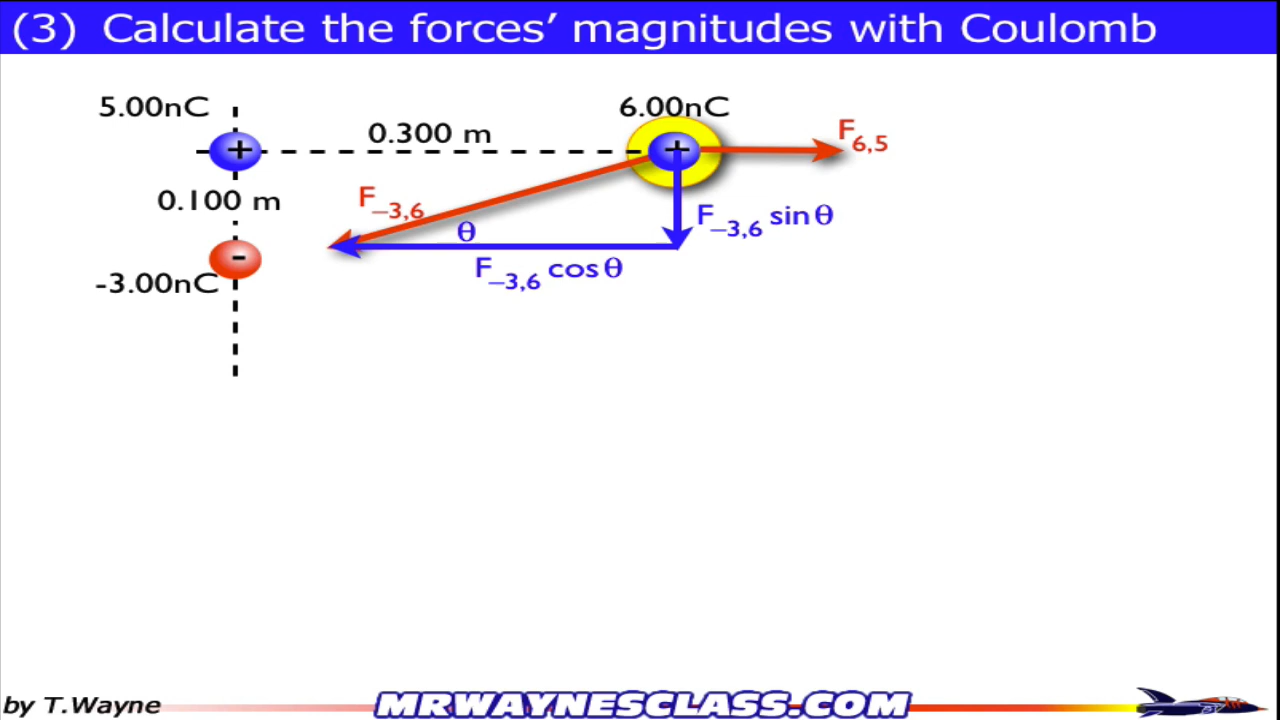 (3) Calculate the forces’ magnitudes with Coulomb
5.00nC
6.00nC
0.300 m
+
+
F6,5
0.100 m
F–3,6
F–3,6 sinθ
θ
-
-3.00nC
F–3,6 cosθ
by T.Wayne
MRWAYNESCLASS.COM